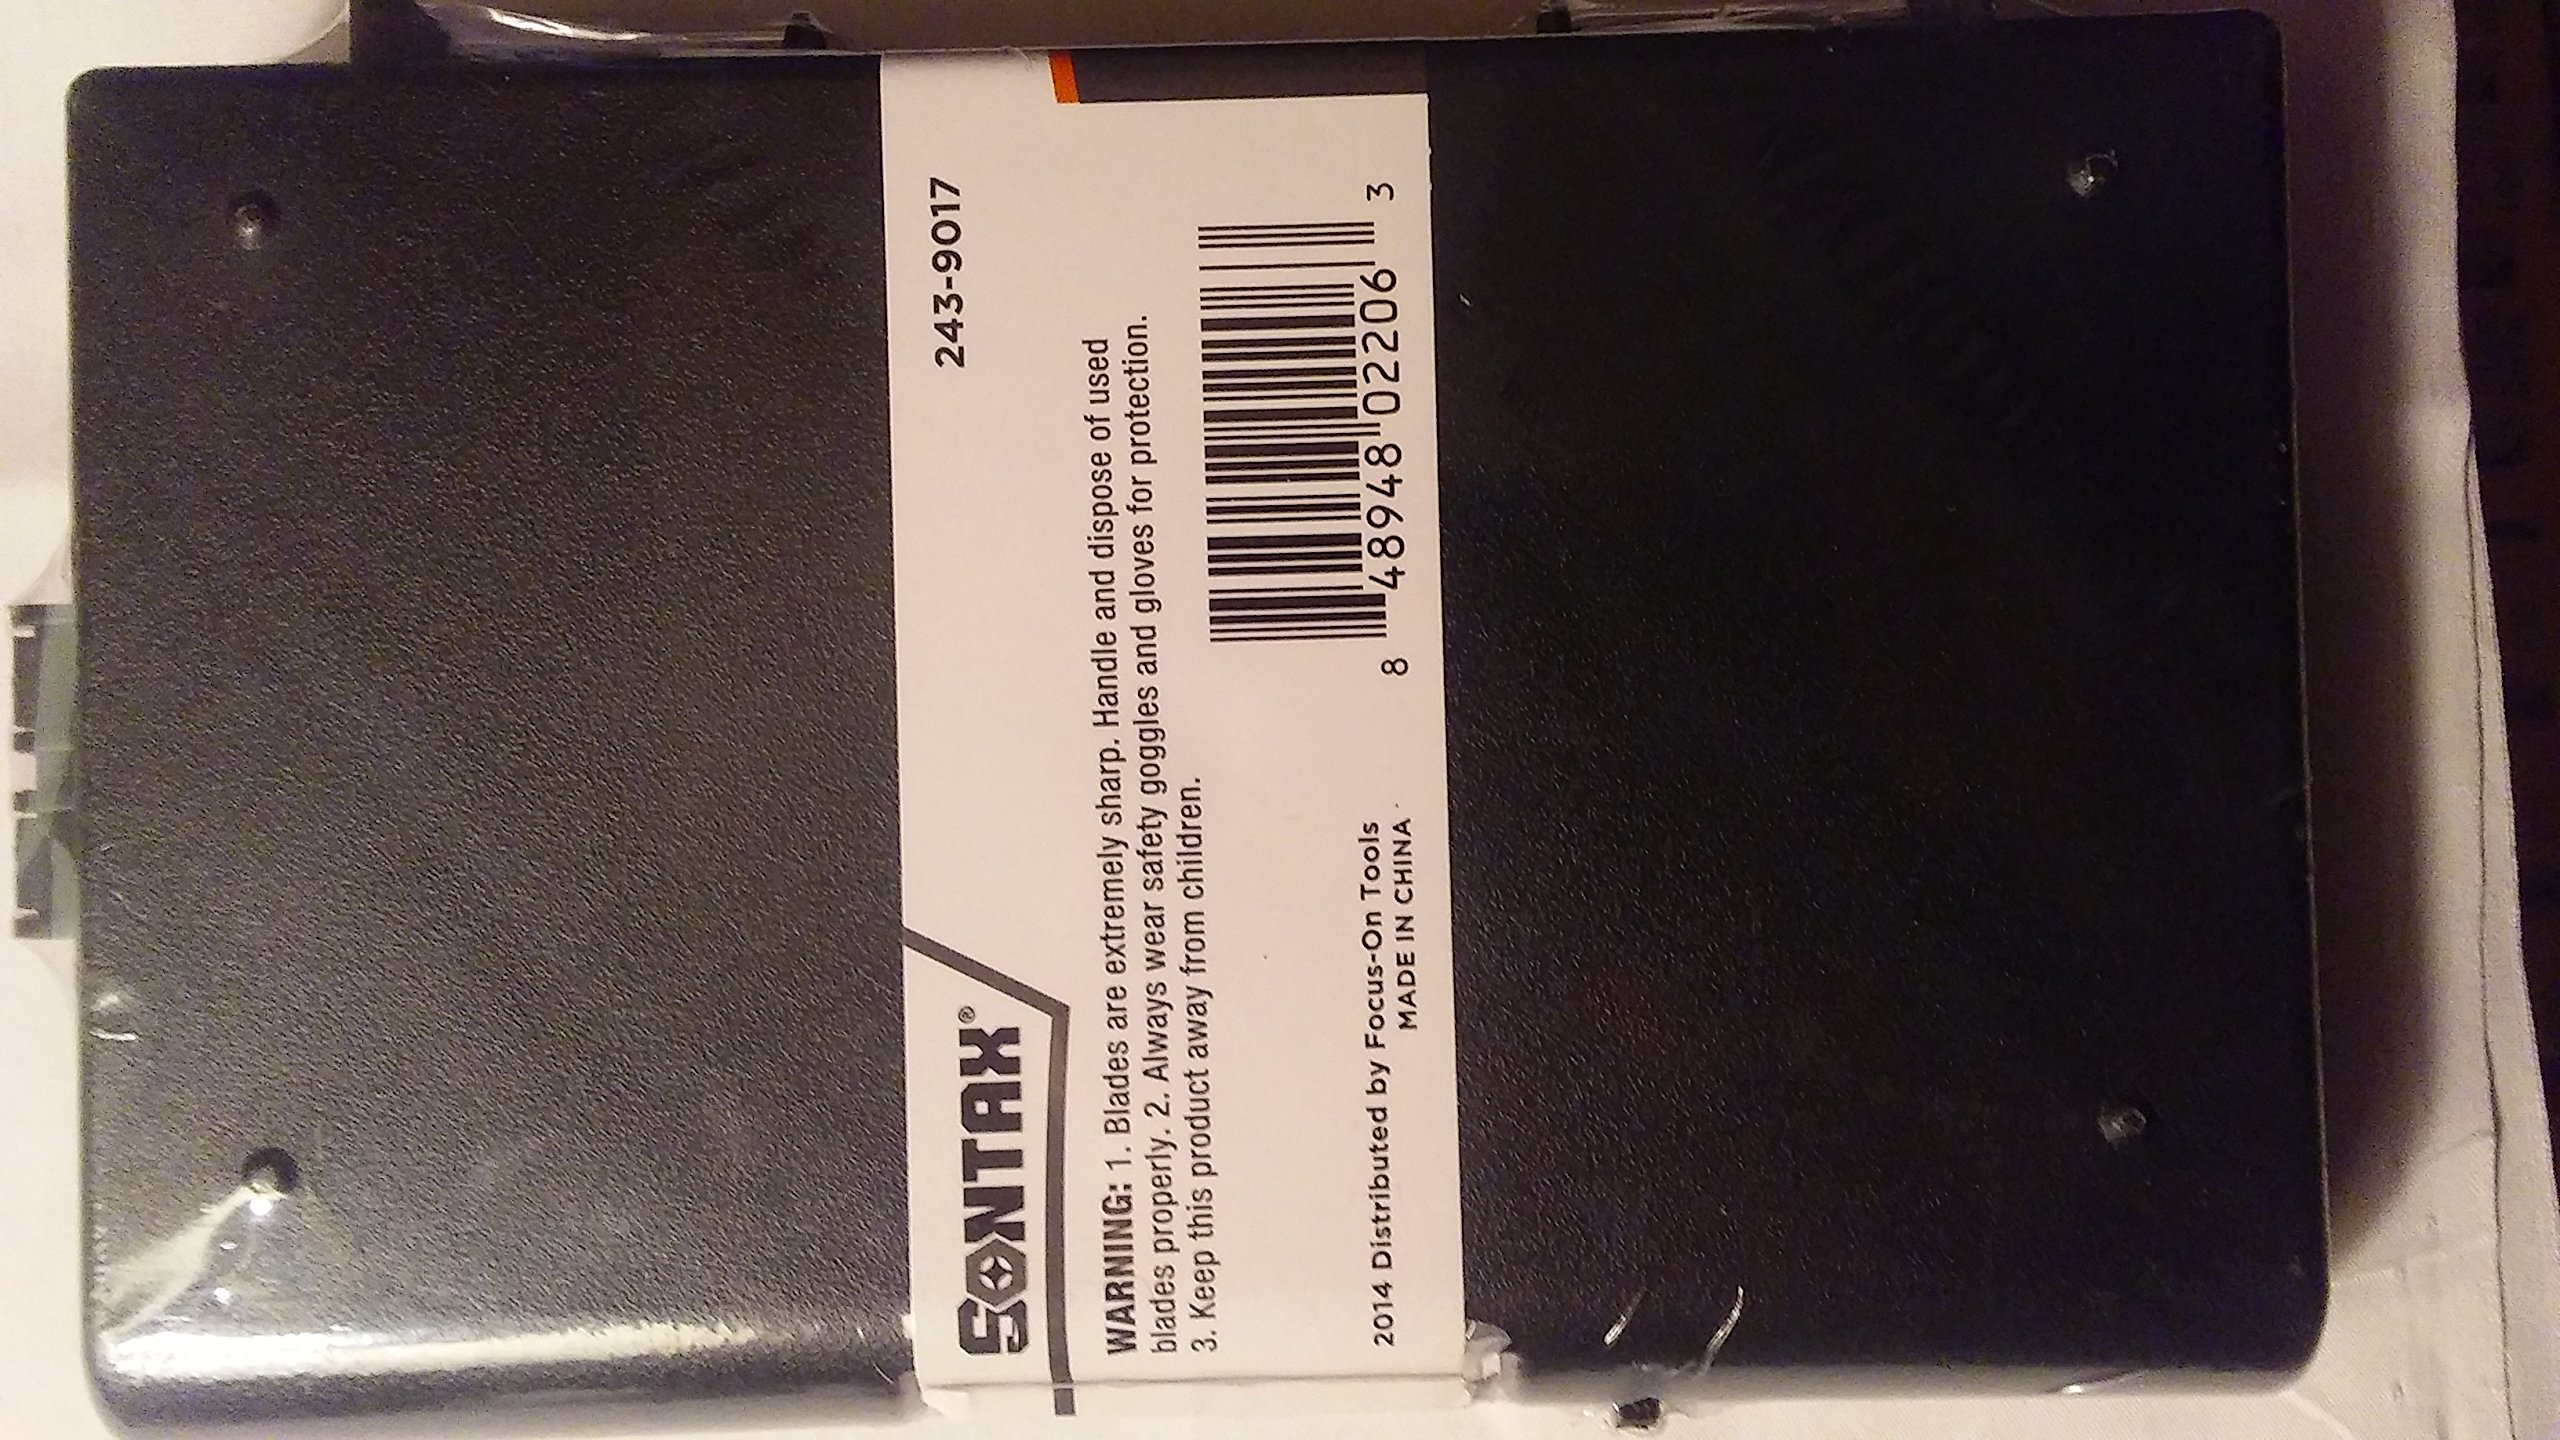 SONTAX®
243-9017
WARNING: 1. Blades are extremely sharp. Handle and dispose of used
blades properly. 2. Always wear safety goggles and gloves for protection.
3. Keep this product away from children.
8 48948 02206 3
2014 Distributed by Focus-On Tools
MADE IN CHINA